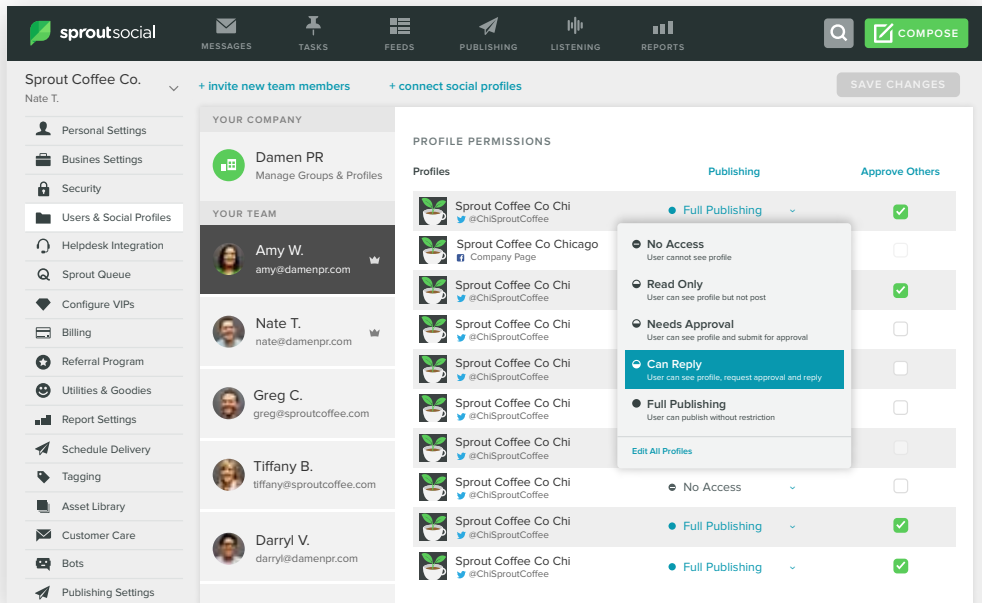 sproutsocial
MESSAGES
TASKS
FEEDS
PUBLISHING
LISTENING
REPORTS
COMPOSE
Sprout Coffee Co.
Nate T.
+ invite new team members
+ connect social profiles
SAVE CHANGES
Personal Settings
Busines Settings
Security
Users & Social Profiles
Helpdesk Integration
Sprout Queue
Configure VIPs
Billing
Referral Program
Utilities & Goodies
Report Settings
Schedule Delivery
Tagging
Asset Library
Customer Care
Bots
Publishing Settings
YOUR COMPANY
Damen PR
Manage Groups & Profiles
YOUR TEAM
Amy W.
amy@damenpr.com
Nate T.
nate@damenpr.com
Greg C.
greg@sproutcoffee.com
Tiffany B.
tiffany@sproutcoffee.com
Darryl V.
darryl@damenpr.com
PROFILE PERMISSIONS
Profiles
Publishing
Approve Others
Sprout Coffee Co Chi
@ChiSproutCoffee
Full Publishing
Sprout Coffee Co Chicago
Company Page
Sprout Coffee Co Chi
@ChiSproutCoffee
Sprout Coffee Co Chi
@ChiSproutCoffee
Sprout Coffee Co Chi
@ChiSproutCoffee
Sprout Coffee Co Chi
@ChiSproutCoffee
Sprout Coffee Co Chi
@ChiSproutCoffee
Sprout Coffee Co Chi
@ChiSproutCoffee
No Access
Sprout Coffee Co Chi
@ChiSproutCoffee
Full Publishing
Sprout Coffee Co Chi
@ChiSproutCoffee
Full Publishing
No Access
User cannot see profile
Read Only
User can see profile but not post
Needs Approval
User can see profile and submit for approval
Can Reply
User can see profile, request approval and reply
Full Publishing
User can publish without restriction
Edit All Profiles